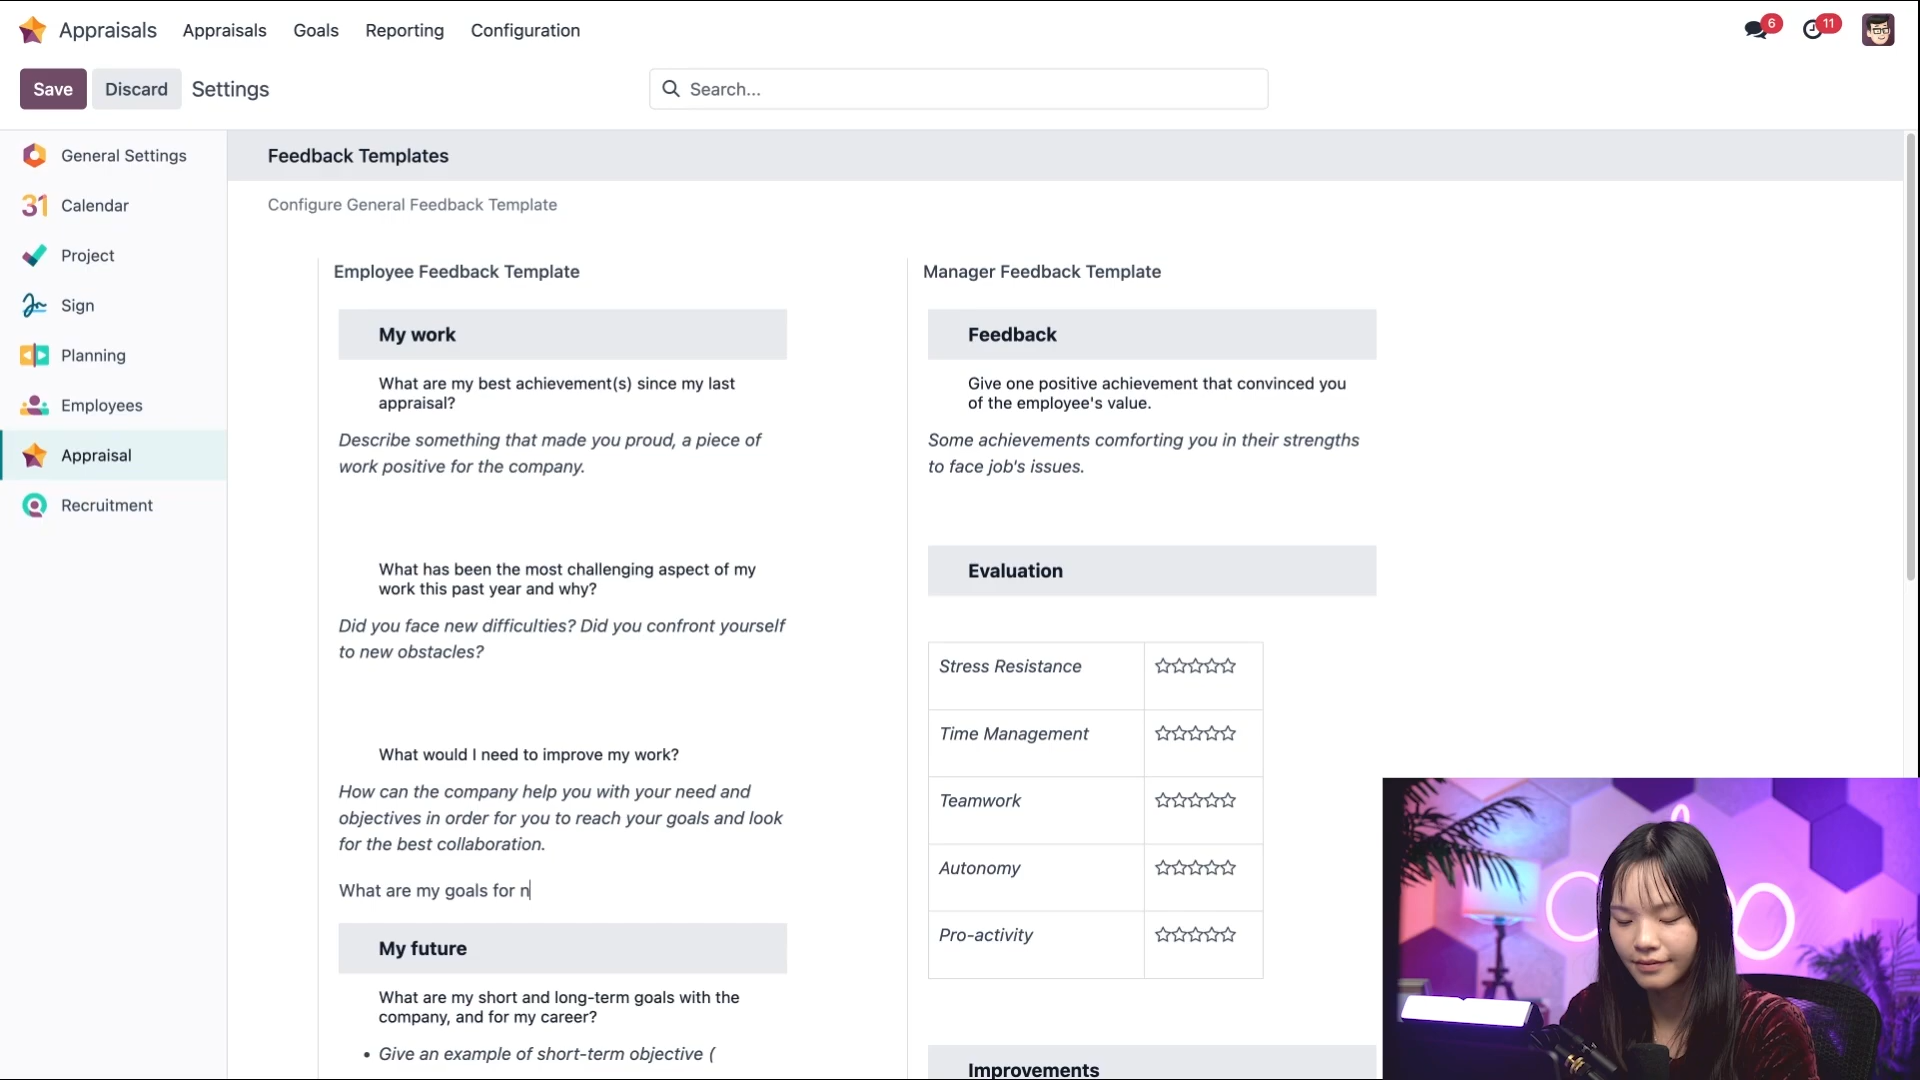 Appraisals
Appraisals
Goals
Reporting
Configuration
6
11
Save
Discard
Settings
Search...
General Settings
31
Calendar
Project
Sign
Planning
Employees
Appraisal
Recruitment
Feedback Templates
Configure General Feedback Template
Employee Feedback Template
My work
What are my best achievement(s) since my last
appraisal?
Describe something that made you proud, a piece of
work positive for the company.
What has been the most challenging aspect of my
work this past year and why?
Did you face new difficulties? Did you confront yourself
to new obstacles?
What would I need to improve my work?
How can the company help you with your need and
objectives in order for you to reach your goals and look
for the best collaboration.
What are my goals for n
My future
What are my short and long-term goals with the
company, and for my career?
• Give an example of short-term objective (
Manager Feedback Template
Feedback
Give one positive achievement that convinced you
of the employee's value.
Some achievements comforting you in their strengths
to face job's issues.
Evaluation
Stress Resistance
Time Management
Teamwork
Autonomy
Pro-activity
Improvements